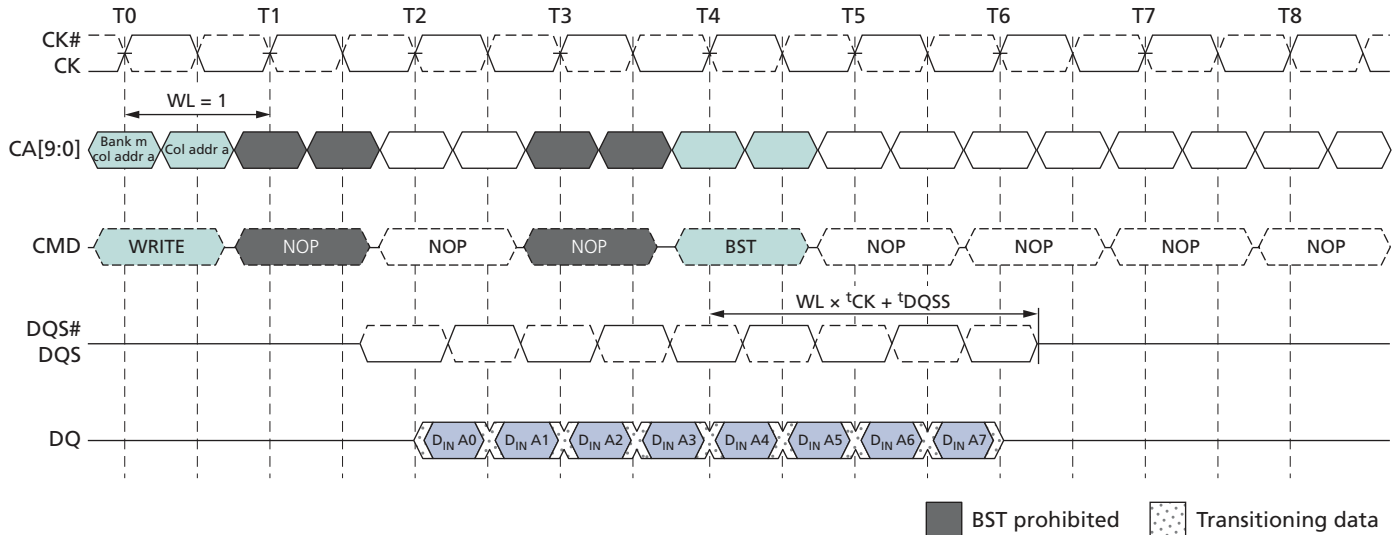 T0 T1 T2 T3 T4 T5 T6 T7 T8
CK#
CK
WL = 1
CA[9:0] Bank m col addr a Col addr a
CMD WRITE NOP NOP NOP BST NOP NOP NOP NOP
WL × tCK + tDQSS
DQS#
DQS
DQ DIN A0 DIN A1 DIN A2 DIN A3 DIN A4 DIN A5 DIN A6 DIN A7
BST prohibited Transitioning data